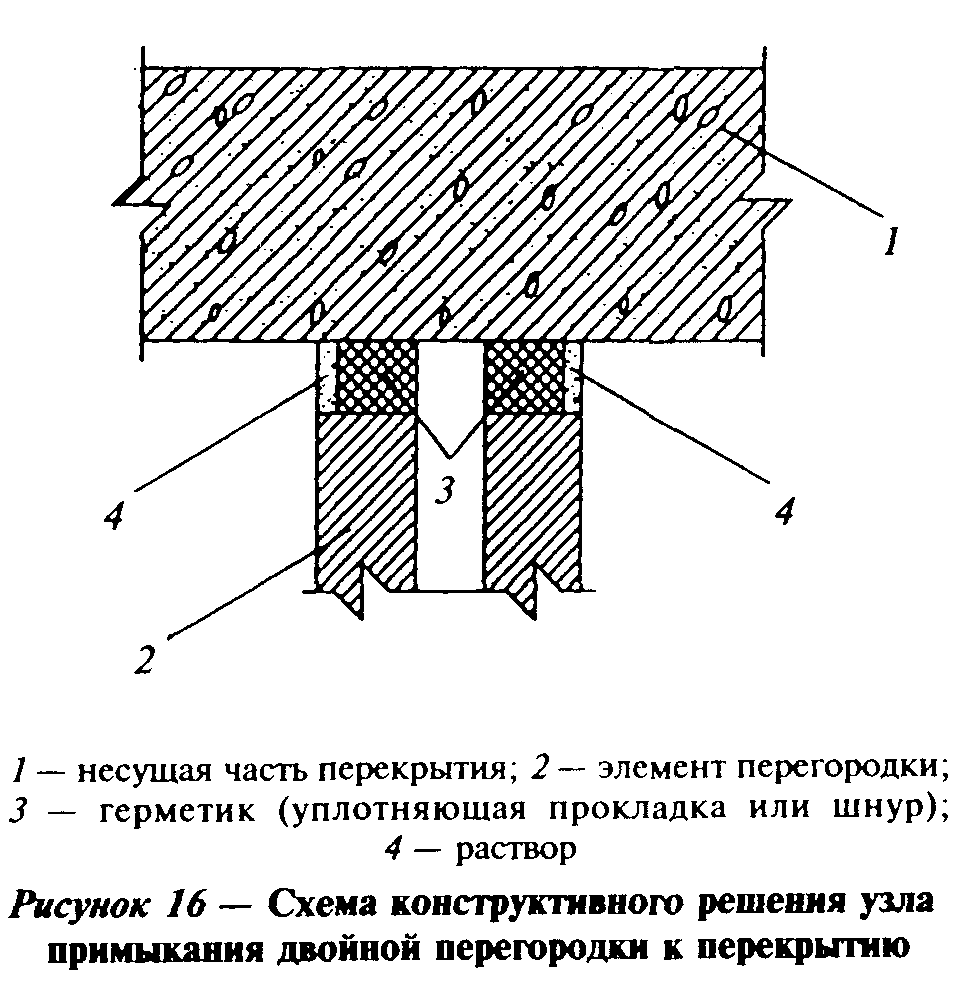 1
4
3
4
2
1 — несущая часть перекрытия; 2 — элемент перегородки;
3 — герметик (уплотняющая прокладка или шнур);
4 — раствор
Рисунок 16 — Схема конструктивного решения узла
примыкания двойной перегородки к перекрытию